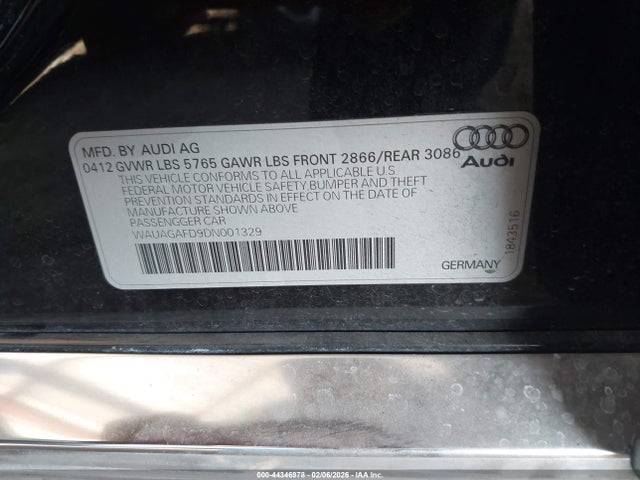 MFD. BY AUDI AG
0412 GVWR LBS 5765 GAWR LBS FRONT 2866/REAR 3086
THIS VEHICLE CONFORMS TO ALL APPLICABLE U.S
FEDERAL MOTOR VEHICLE SAFETY BUMPER AND THEFT
PREVENTION STANDARDS IN EFFECT ON THE DATE OF
MANUFACTURE SHOWN ABOVE
PASSENGER CAR
WAUAGAFD9DN001329
Audi
1843516
GERMANY
000-44346978 - 02/06/2026 - © Copyright IAA, Inc.